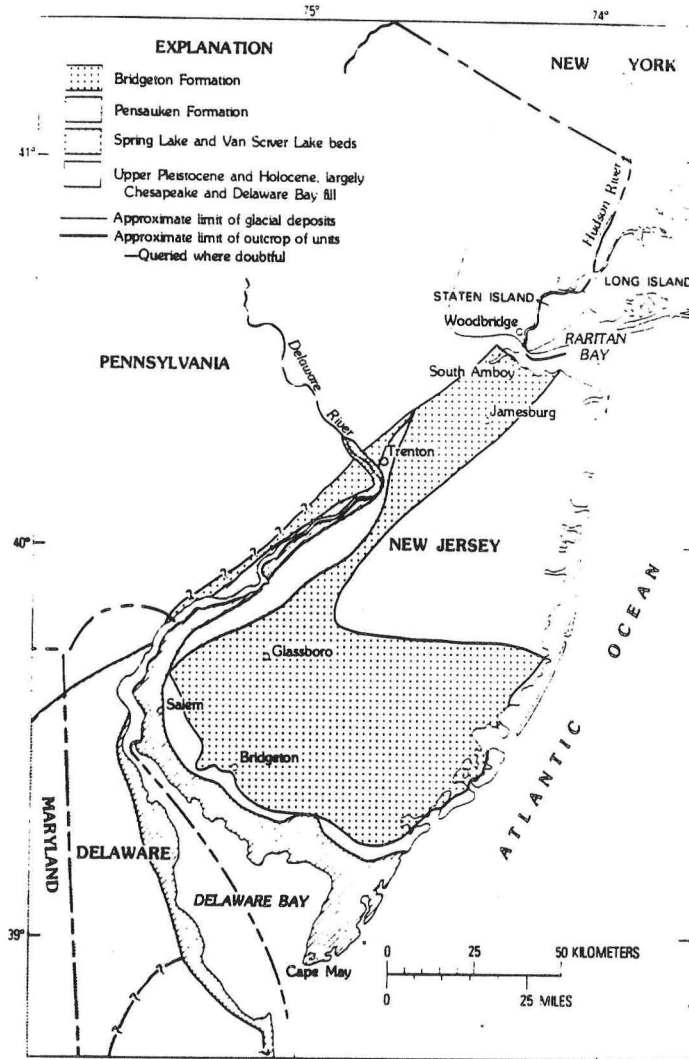 75°
74°
EXPLANATION
Bridgeton Formation
Pensauken Formation
Spring Lake and Van Sciver Lake beds
Upper Pleistocene and Holocene, largely
Chesapeake and Delaware Bay fill
Approximate limit of glacial deposits
Approximate limit of outcrop of units
—Queried where doubtful
NEW YORK
41°
Hudson River
LONG ISLAND
STATEN ISLAND
Woodbridge
RARITAN
BAY
South Amboy
Jamesburg
PENNSYLVANIA
Delaware
River
Trenton
40°
NEW JERSEY
? ? ? ?
Glassboro
Salem
Bridgeton
ATLANTIC OCEAN
MARYLAND
DELAWARE
DELAWARE BAY
39°
Cape May
? ?
0 25 50 KILOMETERS
0 25 MILES